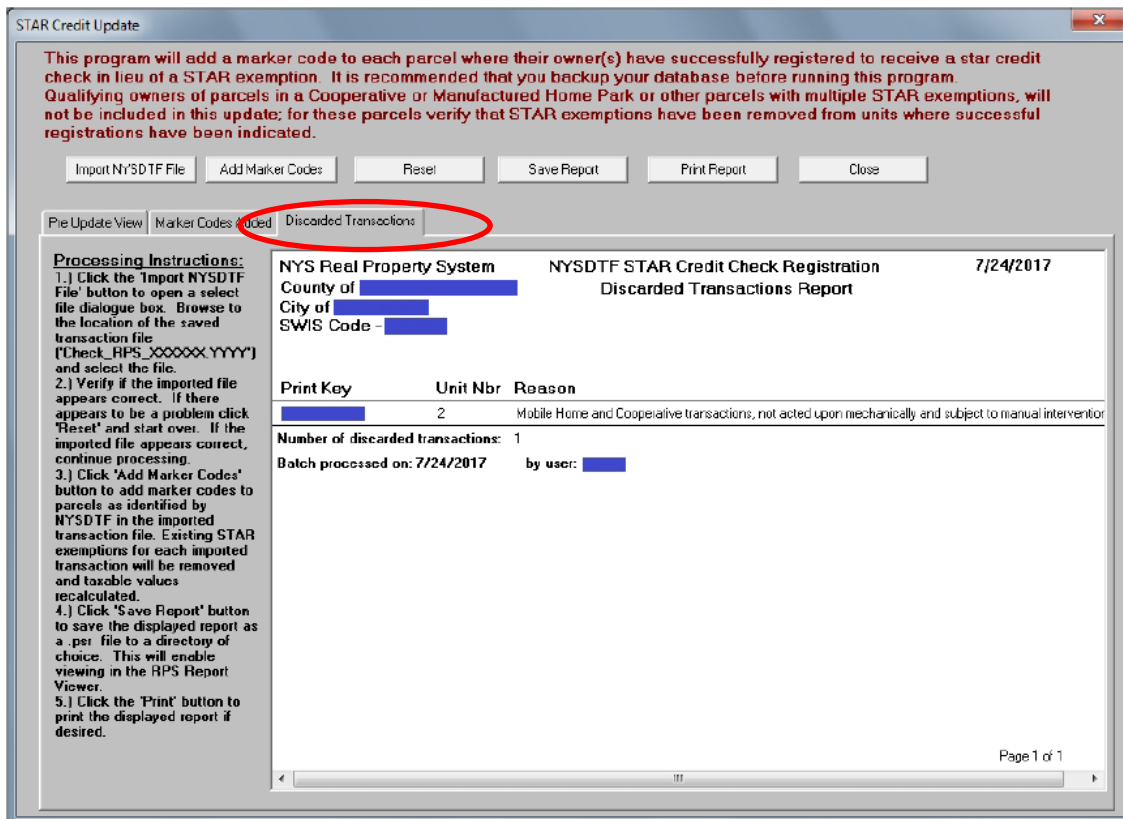 STAR Credit Update
This program will add a marker code to each parcel where their owner(s) have successfully registered to receive a star credit
check in lieu of a STAR exemption. It is recommended that you backup your database before running this program.
Qualifying owners of parcels in a Cooperative or Manufactured Home Park or other parcels with multiple STAR exemptions, will
not be included in this update; for these parcels verify that STAR exemptions have been removed from units where successful
registrations have been indicated.
Import NYSDTF File Add Marker Codes Reset Save Report Print Report Close
Pre Update View Marker Codes Added Discarded Transactions
Processing Instructions:
1.) Click the 'Import NYSDTF
File' button to open a select
file dialogue box. Browse to
the location of the saved
transaction file
('Check_RPS_XXXXXX.YYYY')
and select the file.
2.) Verify if the imported file
appears correct. If there
appears to be a problem click
'Reset' and start over. If the
imported file appears correct,
continue processing.
3.) Click 'Add Marker Codes'
button to add marker codes to
parcels as identified by
NYSDTF in the imported
transaction file. Existing STAR
exemptions for each imported
transaction will be removed
and taxable values
recalculated.
4.) Click 'Save Report' button
to save the displayed report as
a .psr file to a directory of
choice. This will enable
viewing in the RPS Report
Viewer.
5.) Click the 'Print' button to
print the displayed report if
desired.
NYS Real Property System NYSDTF STAR Credit Check Registration 7/24/2017
County of Discarded Transactions Report
City of
SWIS Code -
Print Key Unit Nbr Reason
2 Mobile Home and Cooperative transactions, not acted upon mechanically and subject to manual intervention
Number of discarded transactions: 1
Batch processed on: 7/24/2017 by user:
Page 1 of 1